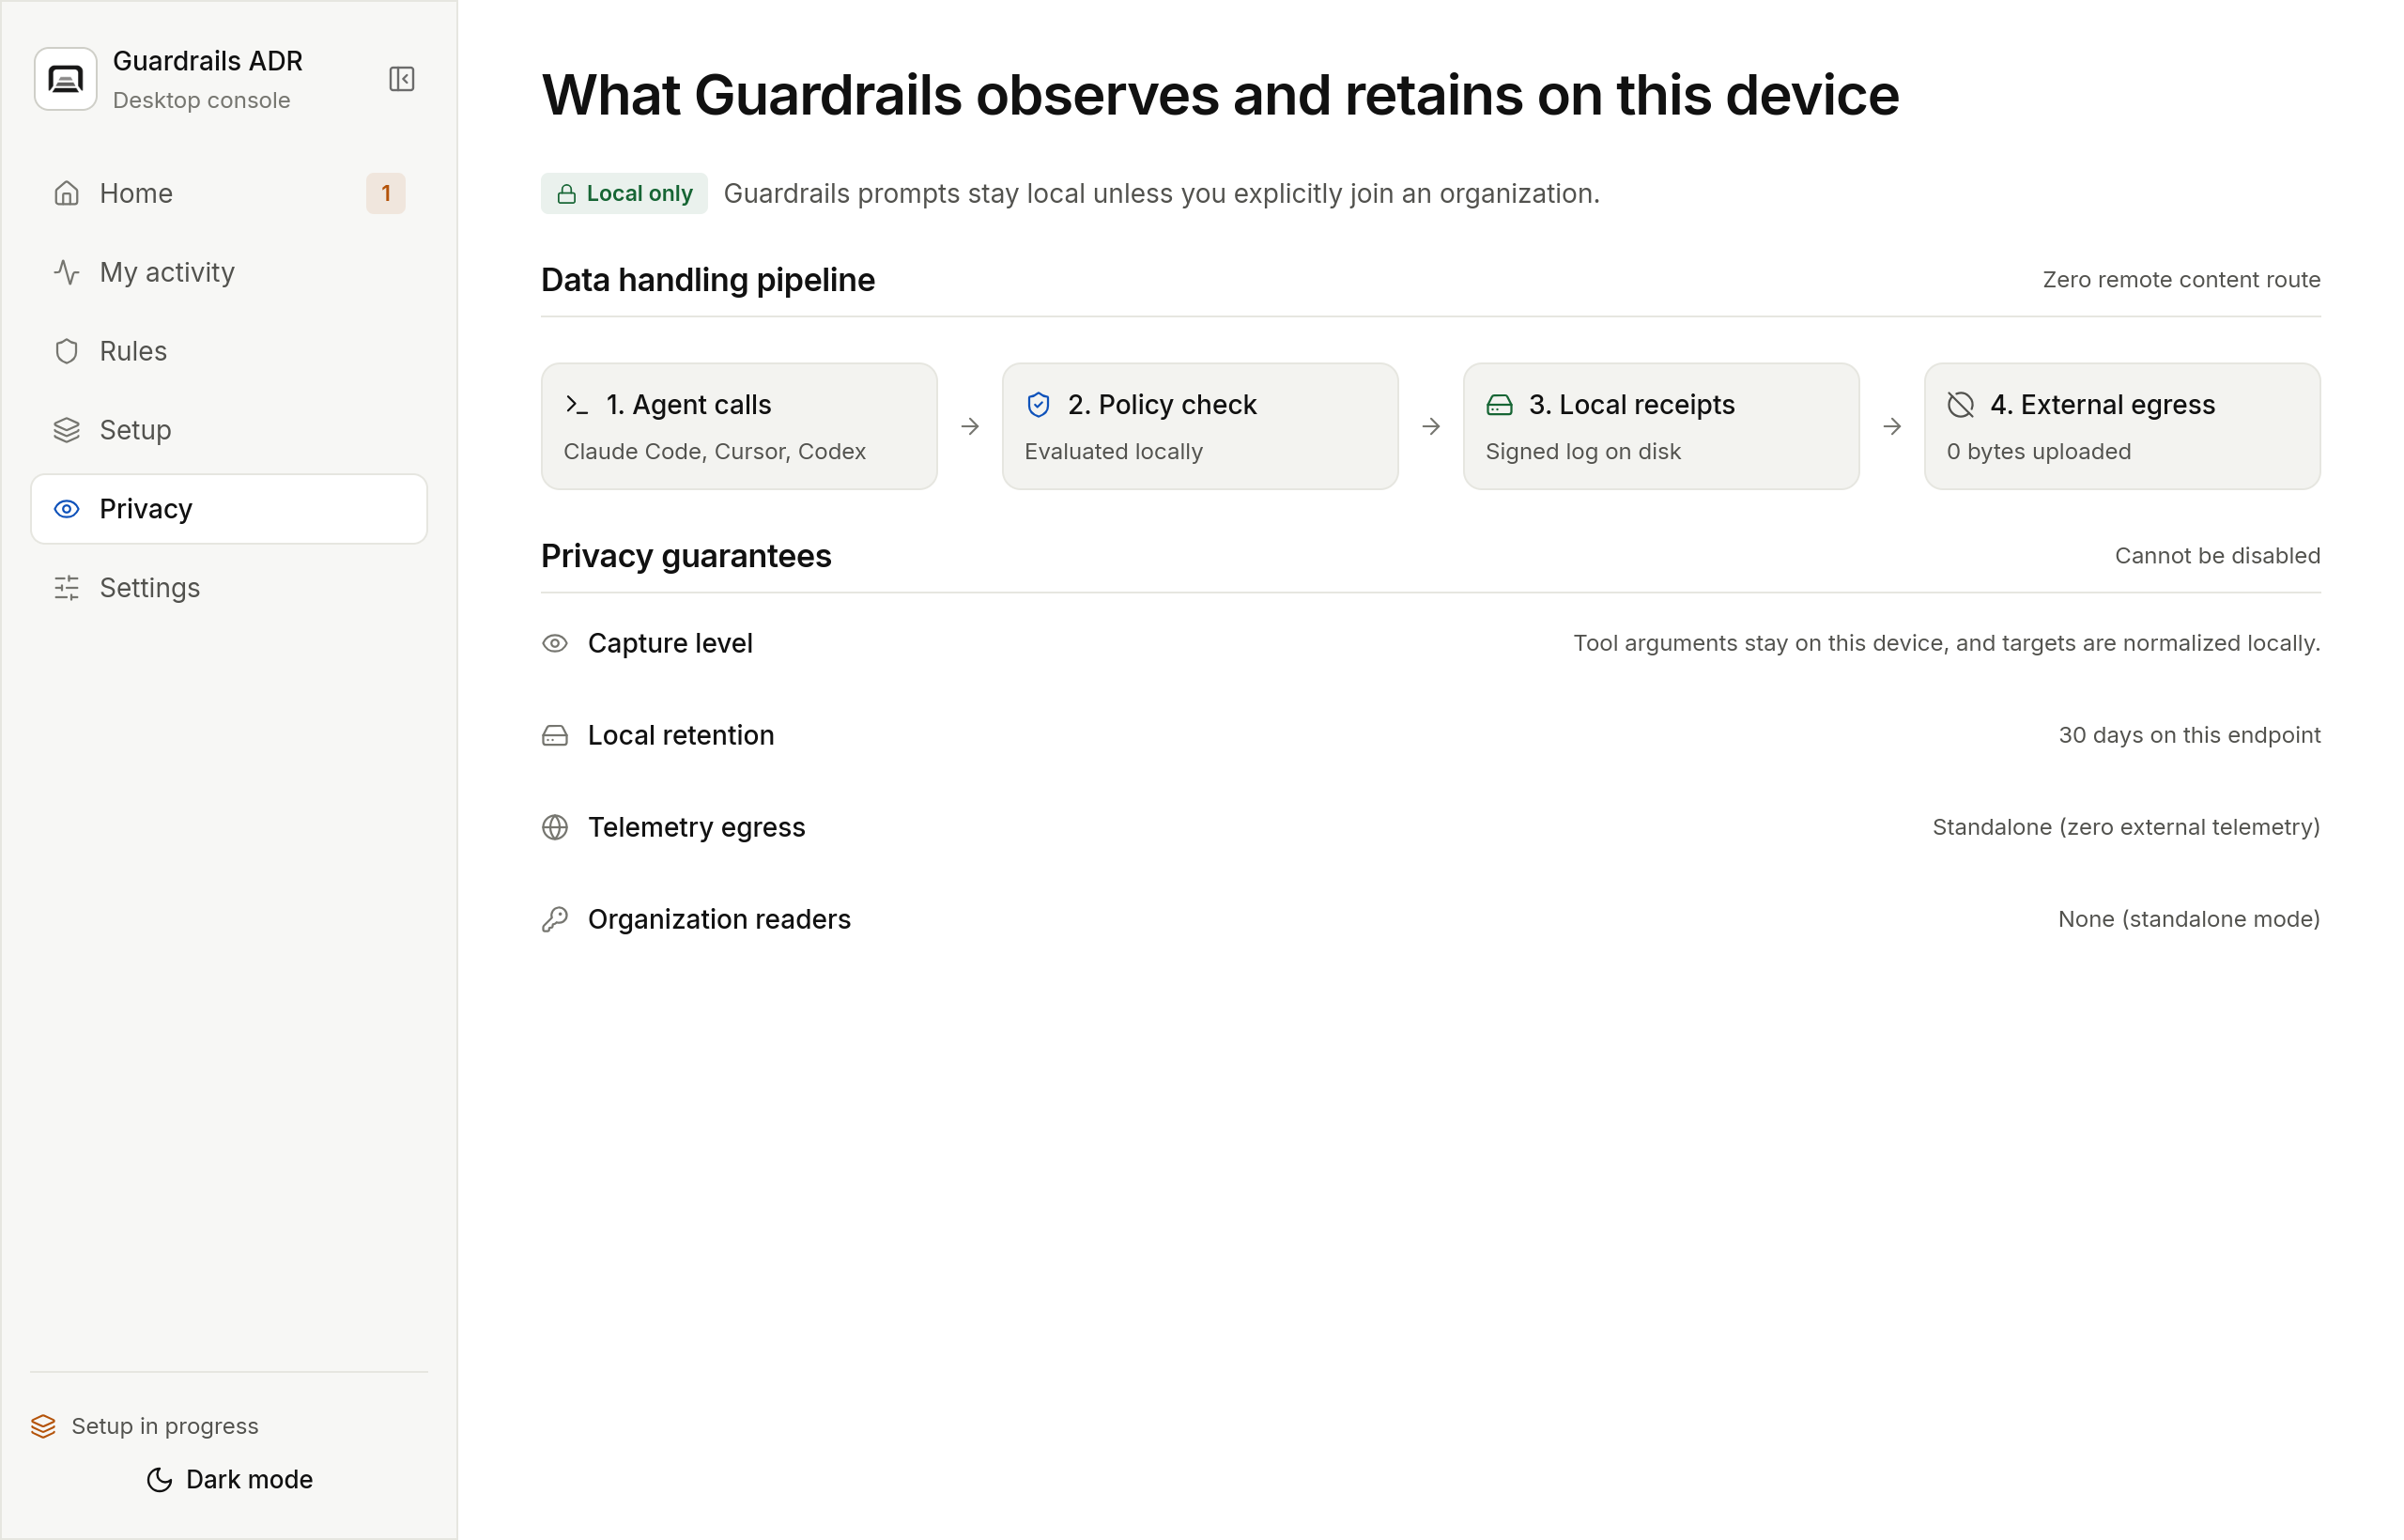 Guardrails ADR
Desktop console
Home
1
My activity
Rules
Setup
Privacy
Settings
Setup in progress
Dark mode
What Guardrails observes and retains on this device
Local only
Guardrails prompts stay local unless you explicitly join an organization.
Data handling pipeline
Zero remote content route
1. Agent calls
Claude Code, Cursor, Codex
2. Policy check
Evaluated locally
3. Local receipts
Signed log on disk
4. External egress
0 bytes uploaded
Privacy guarantees
Cannot be disabled
Capture level
Tool arguments stay on this device, and targets are normalized locally.
Local retention
30 days on this endpoint
Telemetry egress
Standalone (zero external telemetry)
Organization readers
None (standalone mode)